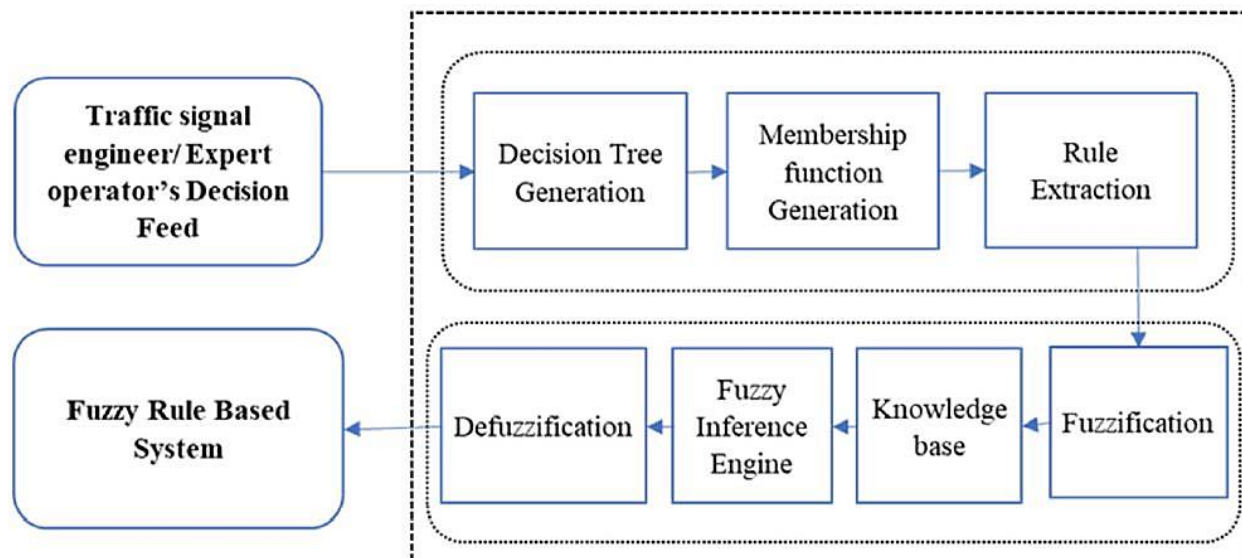 Traffic signal
engineer/ Expert
operator's Decision
Feed
Decision Tree
Generation
Membership
function
Generation
Rule
Extraction
Fuzzy Rule Based
System
Defuzzification
Fuzzy
Inference
Engine
Knowledge
base
Fuzzification